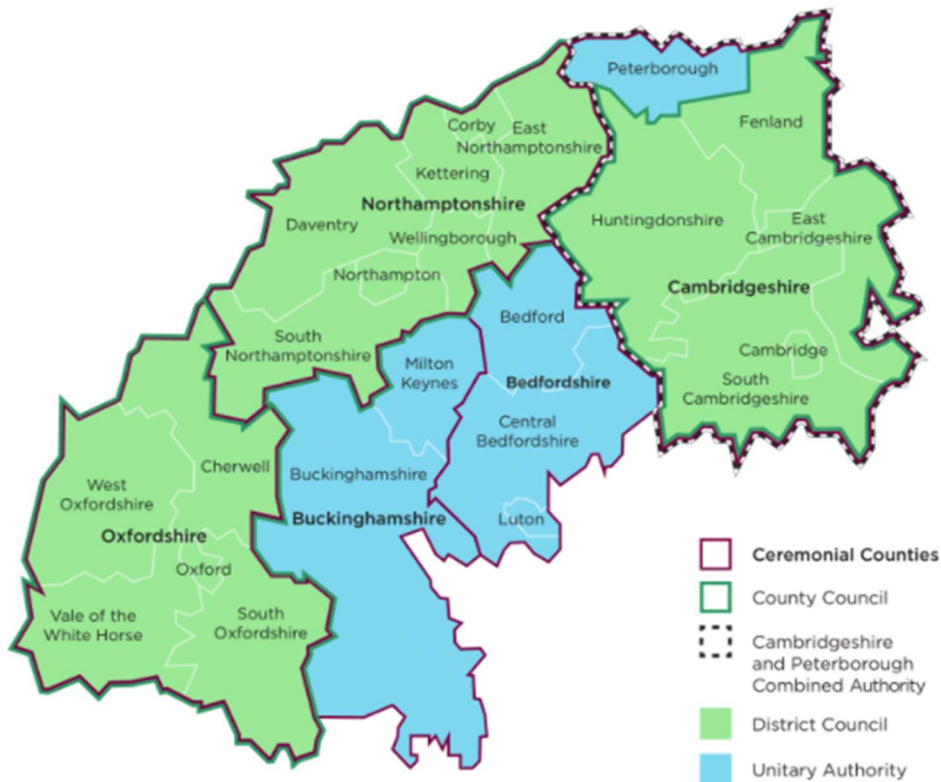 Peterborough
Fenland
Corby
East
Northamptonshire
Kettering
Northamptonshire
Daventry
Wellingborough
Northampton
South
Northamptonshire
Huntingdonshire
East
Cambridgeshire
Cambridgeshire
Cambridge
South
Cambridgeshire
Bedford
Bedfordshire
Central
Bedfordshire
Luton
Milton
Keynes
Buckinghamshire
Buckinghamshire
Cherwell
West
Oxfordshire
Oxfordshire
Oxford
Vale of the
White Horse
South
Oxfordshire
Ceremonial Counties
County Council
Cambridgeshire
and Peterborough
Combined Authority
District Council
Unitary Authority